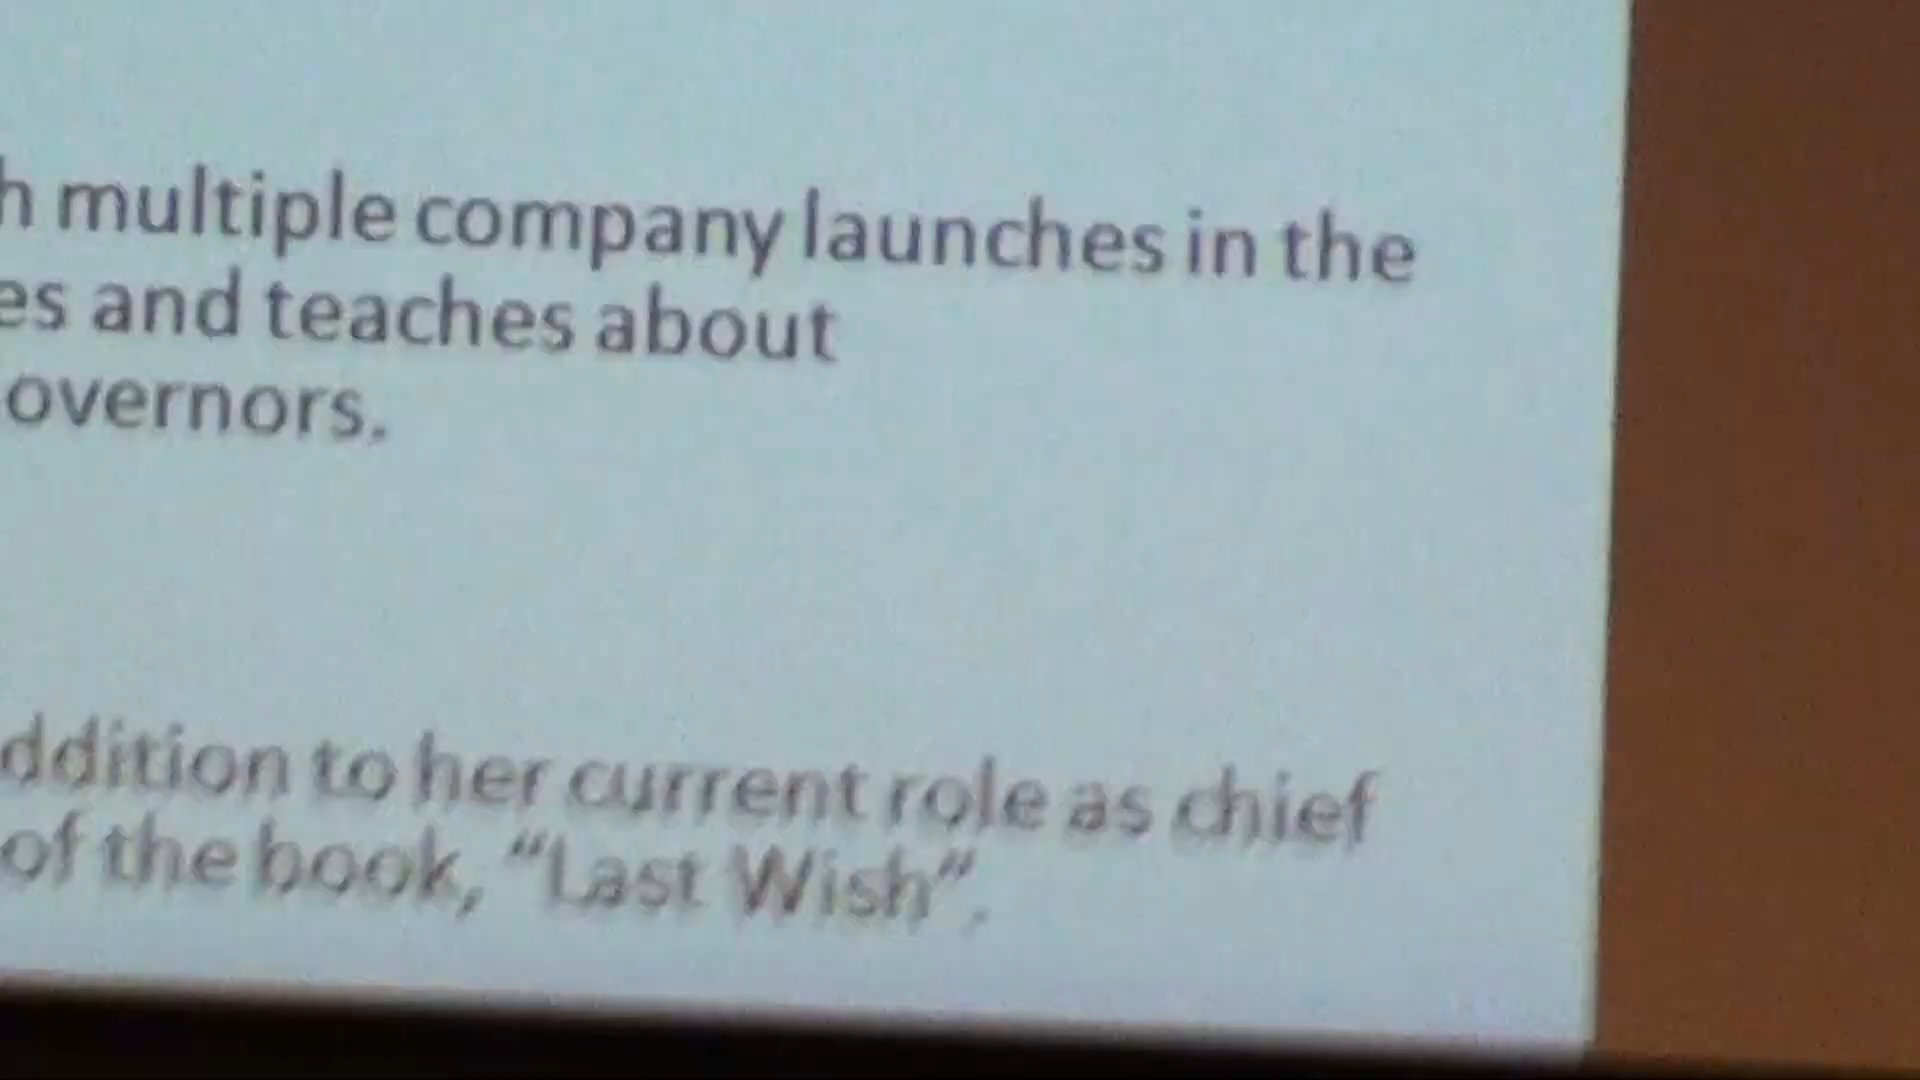 h multiple company launches in the
es and teaches about
overnors.
ddition to her current role as chief
of the book, “Last Wish”.